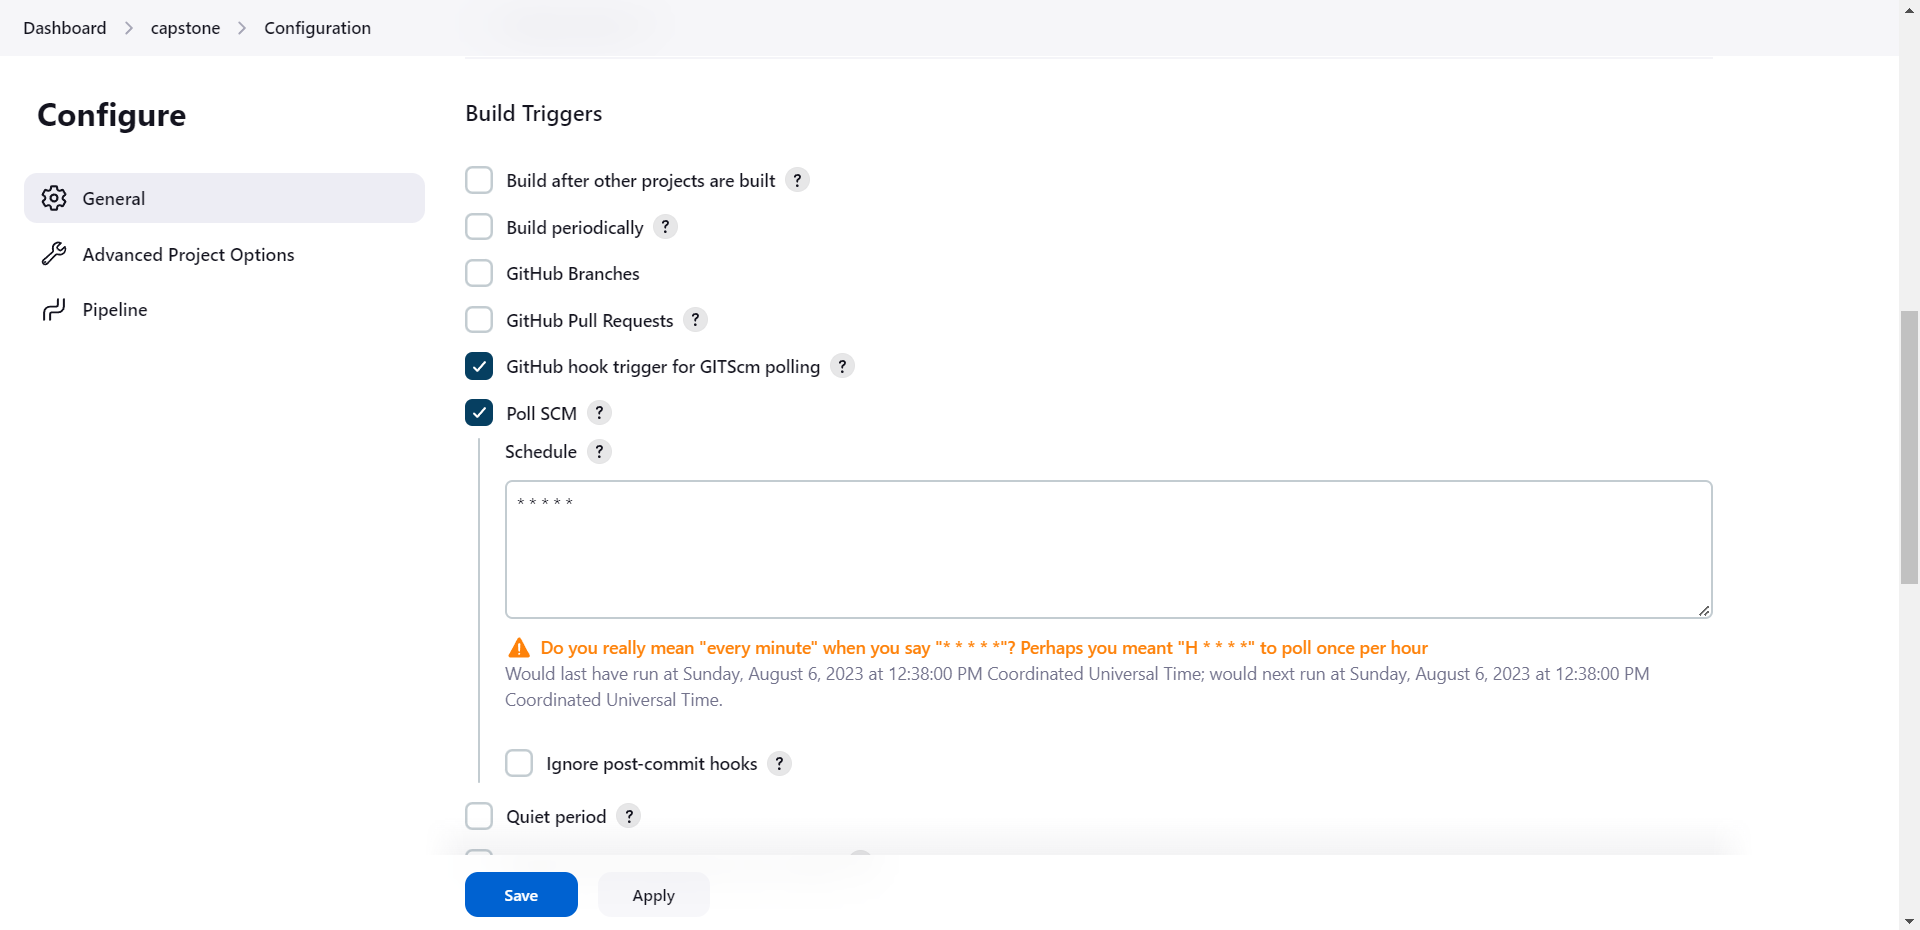 Dashboard > capstone > Configuration
Configure
General
Advanced Project Options
Pipeline
Build Triggers
Build after other projects are built ?
Build periodically ?
GitHub Branches
GitHub Pull Requests ?
GitHub hook trigger for GITScm polling ?
Poll SCM ?
Schedule ?
* * * * *
Do you really mean "every minute" when you say "* * * * *"? Perhaps you meant "H * * * *" to poll once per hour
Would last have run at Sunday, August 6, 2023 at 12:38:00 PM Coordinated Universal Time; would next run at Sunday, August 6, 2023 at 12:38:00 PM
Coordinated Universal Time.
Ignore post-commit hooks ?
Quiet period ?
Save
Apply